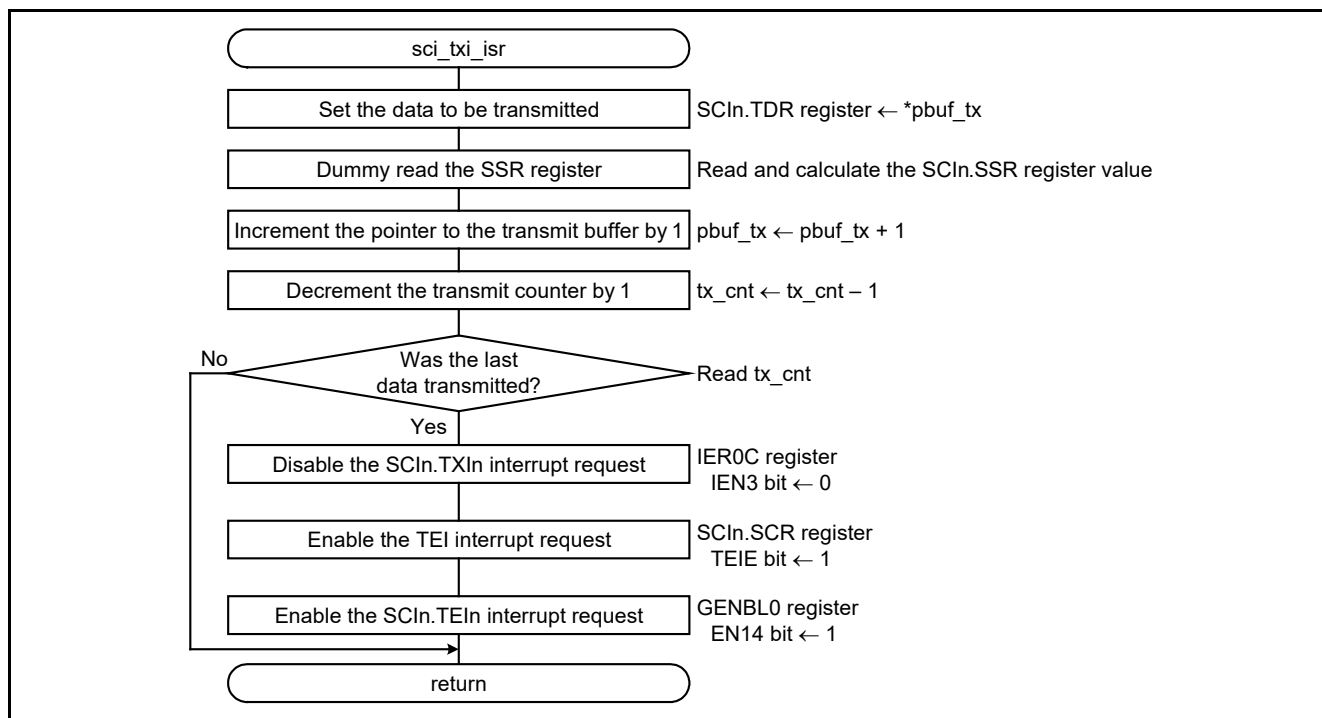 sci_txi_isr
Set the data to be transmitted
SCIn.TDR register ← *pbuf_tx
Dummy read the SSR register
Read and calculate the SCIn.SSR register value
Increment the pointer to the transmit buffer by 1
pbuf_tx ← pbuf_tx + 1
Decrement the transmit counter by 1
tx_cnt ← tx_cnt – 1
No
Was the last
data transmitted?
Read tx_cnt
Yes
Disable the SCIn.TXIn interrupt request
IER0C register
IEN3 bit ← 0
Enable the TEI interrupt request
SCIn.SCR register
TEIE bit ← 1
Enable the SCIn.TEIn interrupt request
GENBL0 register
EN14 bit ← 1
return